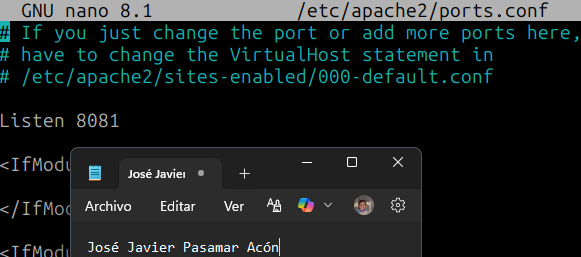 GNU nano 8.1 /etc/apache2/ports.conf
# If you just change the port or add more ports here,
# have to change the VirtualHost statement in
# /etc/apache2/sites-enabled/000-default.conf
Listen 8081
<IfModu
</IfMod
<IfModu
José Javier
Archivo Editar Ver
José Javier Pasamar Acón